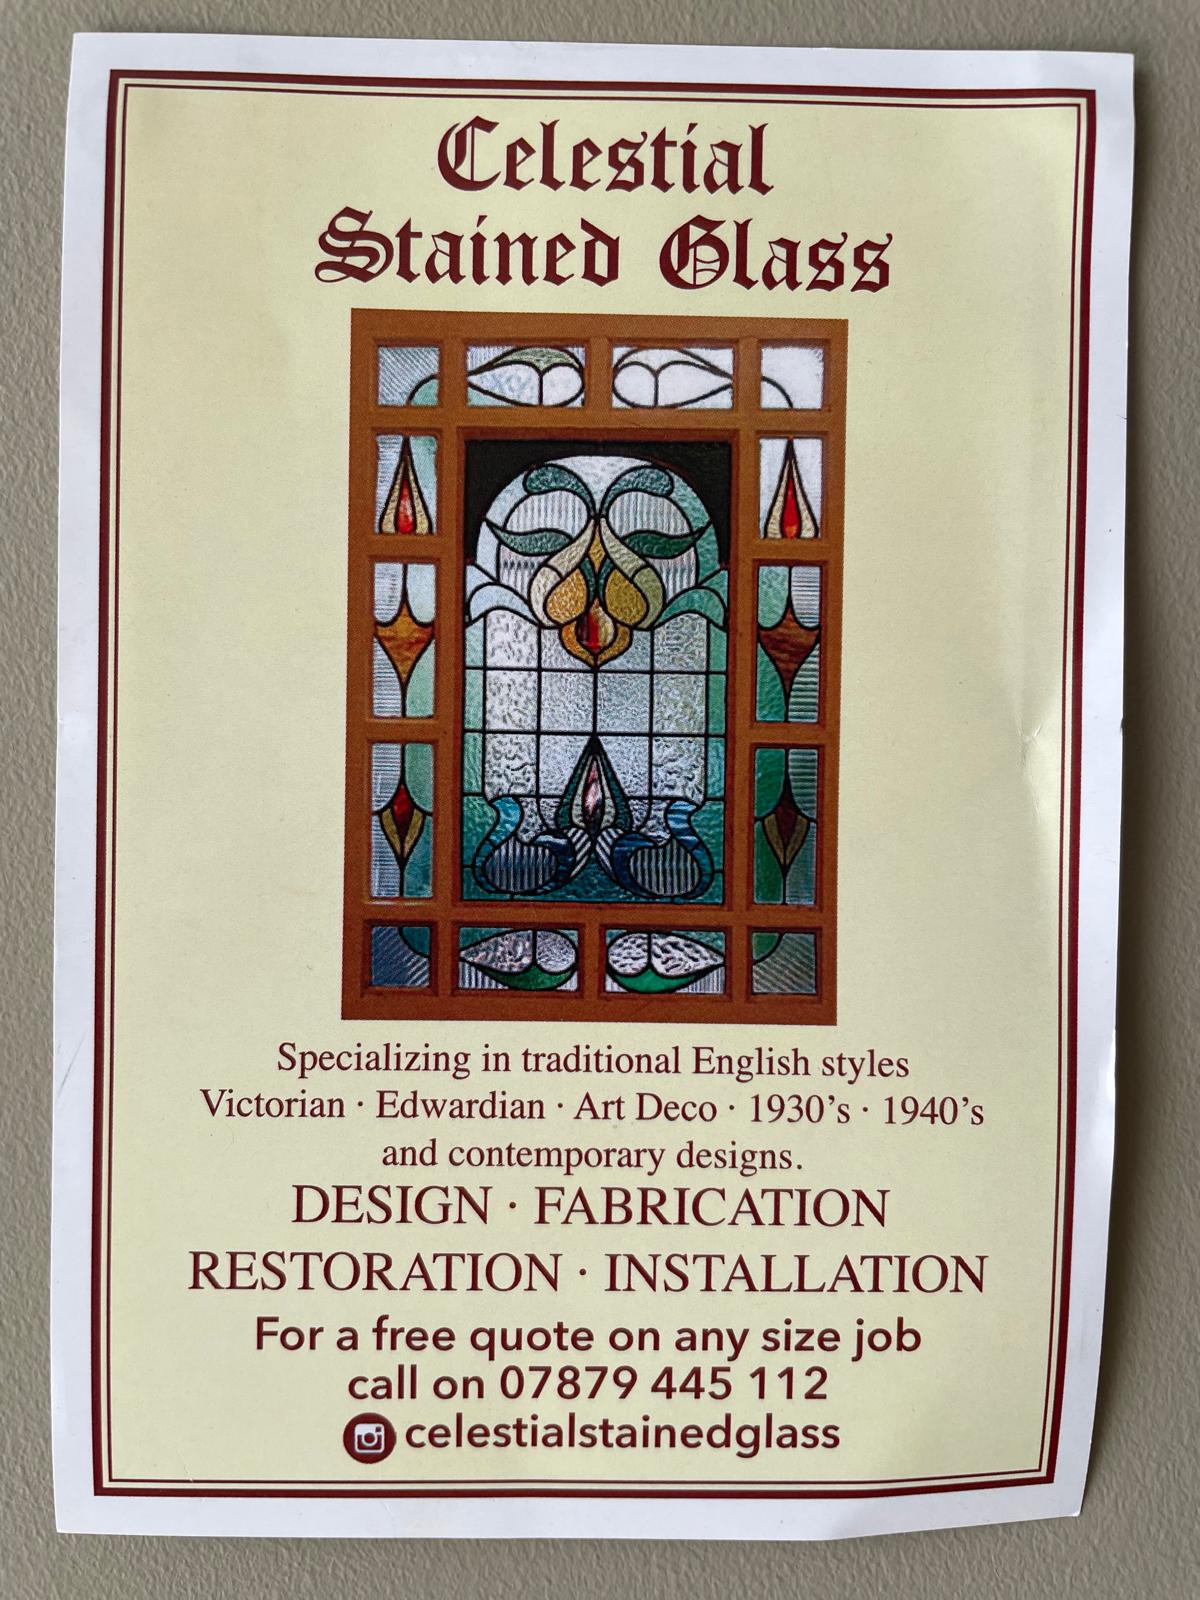 Celestial
Stained Glass
Specializing in traditional English styles
Victorian · Edwardian · Art Deco · 1930's · 1940's
and contemporary designs.
DESIGN · FABRICATION
RESTORATION · INSTALLATION
For a free quote on any size job
call on 07879 445 112
celestialstainedglass